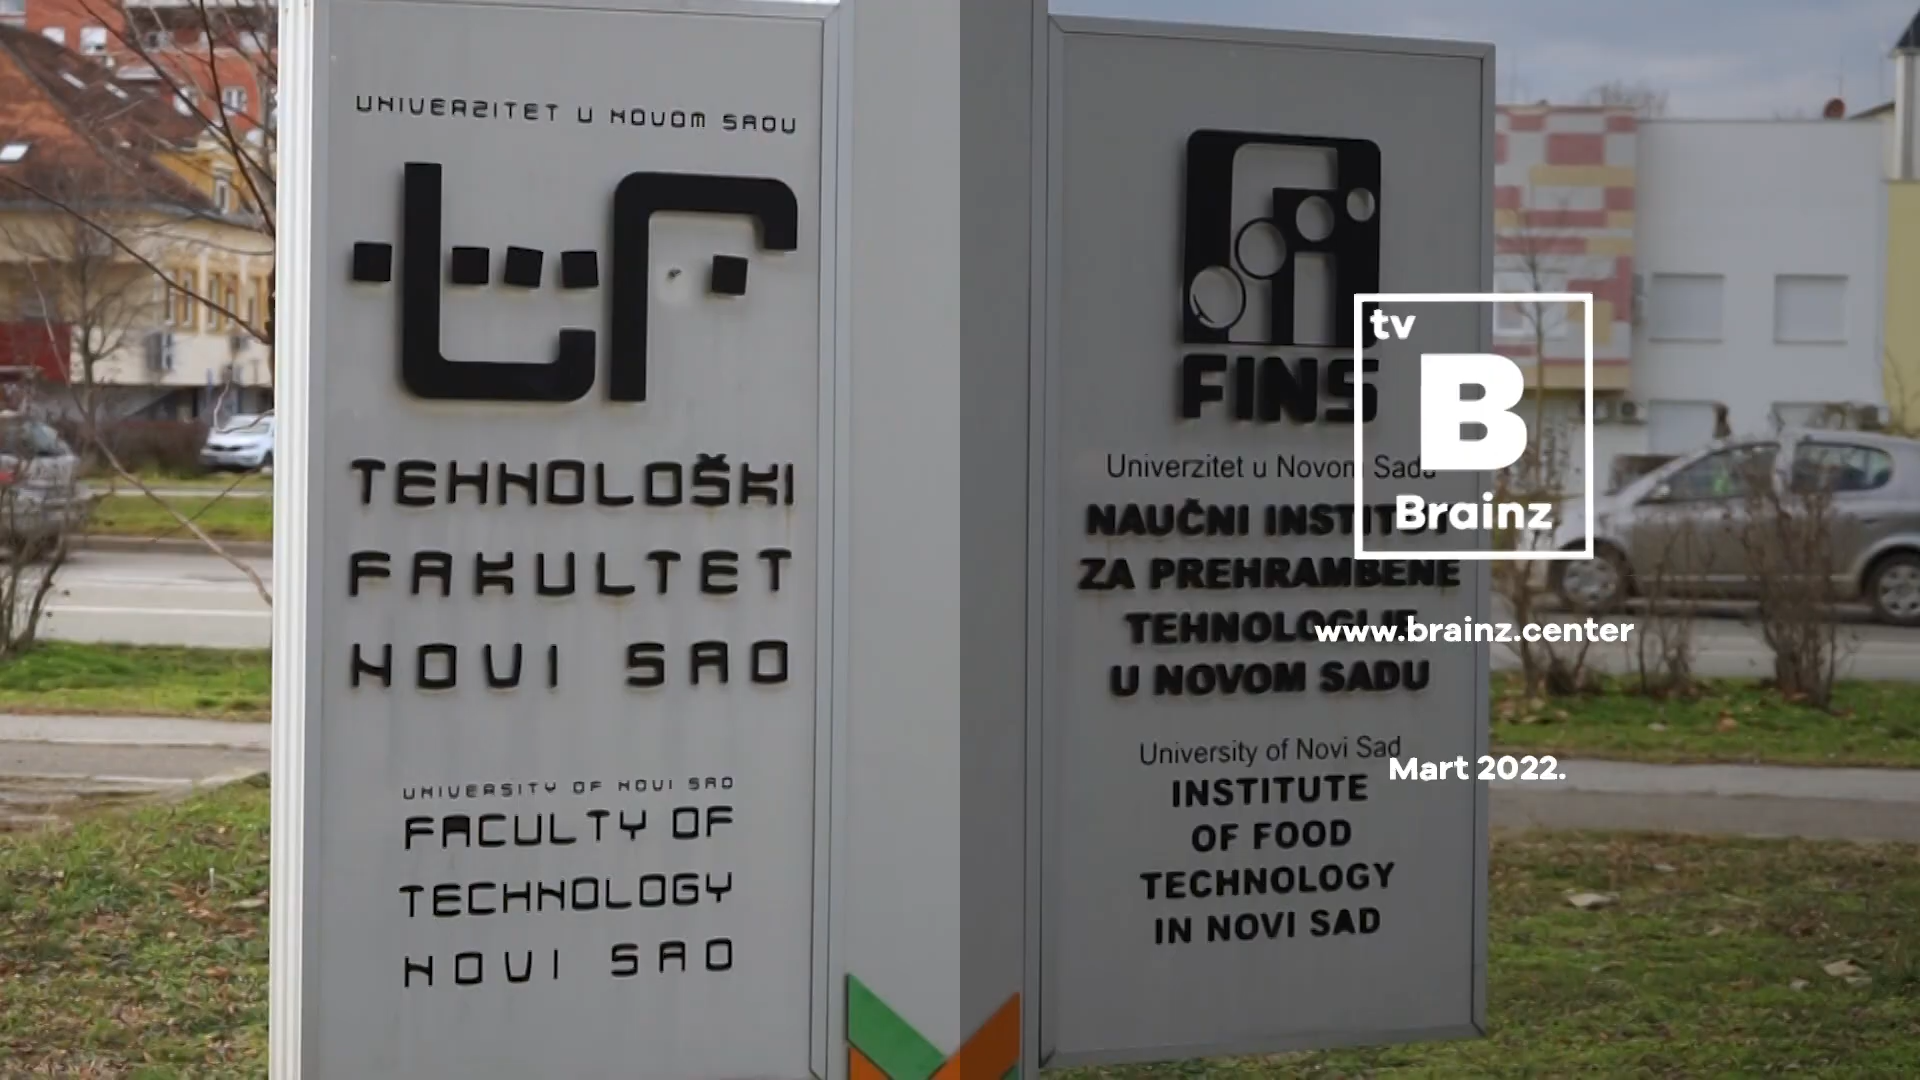 UNIVERZITET U NOVOM SADU
TEHNOLOŠKI
FAKULTET
NOVI SAD
UNIVERSITY OF NOVI SAD
FACULTY OF
TECHNOLOGY
NOVI SAD
FINS
Univerzitet u Novom Sadu
NAUČNI INSTITUT
ZA PREHRAMBENE
TEHNOLOGIJE
U NOVOM SADU
University of Novi Sad
INSTITUTE
OF FOOD
TECHNOLOGY
IN NOVI SAD
tv
B
Brainz
www.brainz.center
Mart 2022.